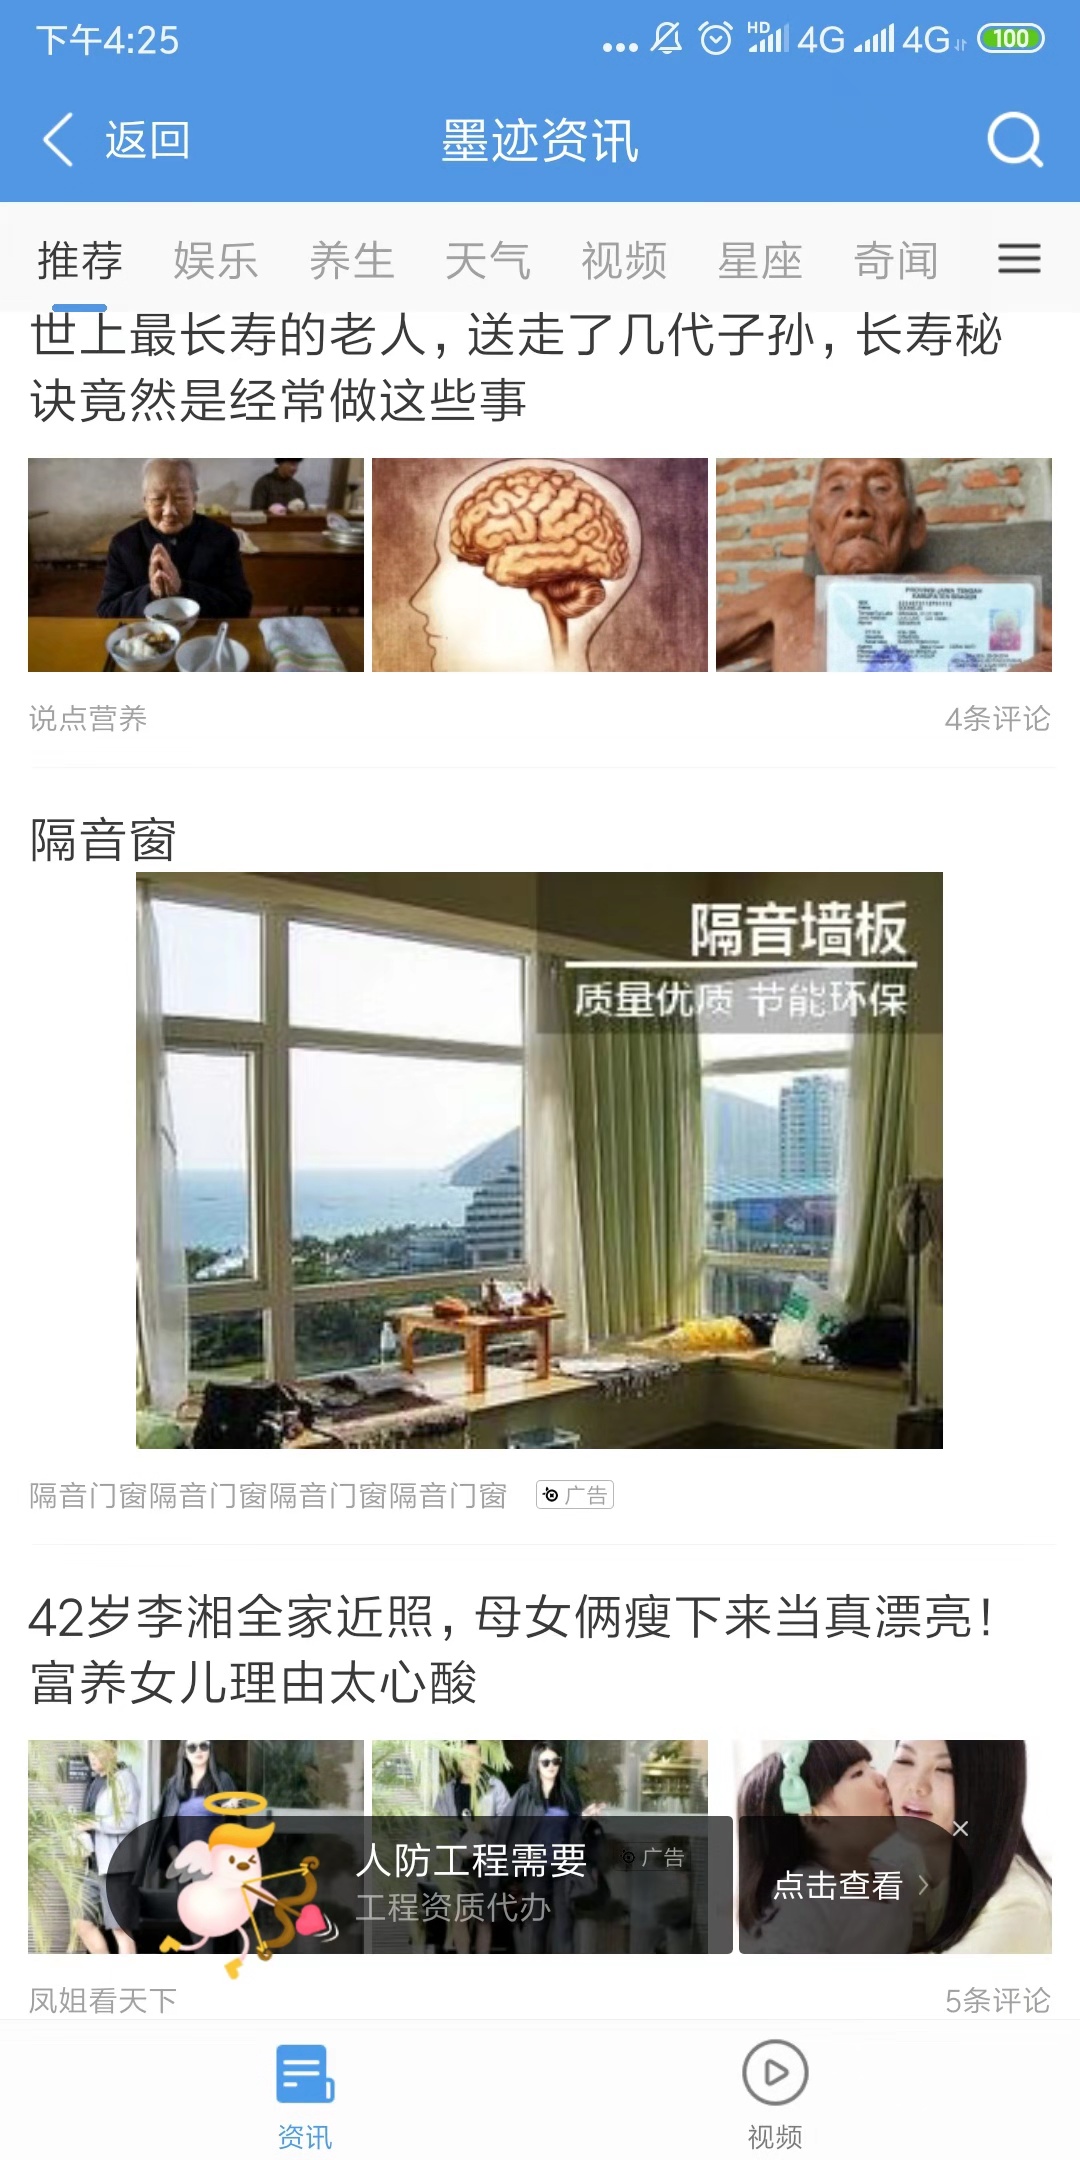 下午4:25
HD 4G 4G 100
返回
墨迹资讯
推荐 娱乐 养生 天气 视频 星座 奇闻
世上最长寿的老人，送走了几代子孙，长寿秘
诀竟然是经常做这些事
PROVINSI JAWA TENGAH
KABUPATEN SRAGEN
说点营养
4条评论
隔音窗
隔音墙板
质量优质 节能环保
隔音门窗隔音门窗隔音门窗隔音门窗
广告
42岁李湘全家近照，母女俩瘦下来当真漂亮！
富养女儿理由太心酸
人防工程需要
广告
工程资质代办
点击查看
凤姐看天下
5条评论
资讯
视频